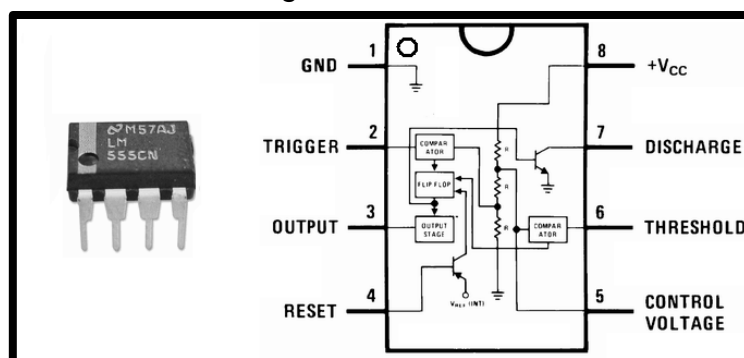 M57AJ
LM
555CN
1
GND
8
+VCC
2
TRIGGER
7
DISCHARGE
3
OUTPUT
6
THRESHOLD
4
RESET
5
CONTROL
VOLTAGE
COMPAR
ATOR
FLIP FLOP
OUTPUT
STAGE
COMPAR
ATOR
R
R
R
VREF (INT)